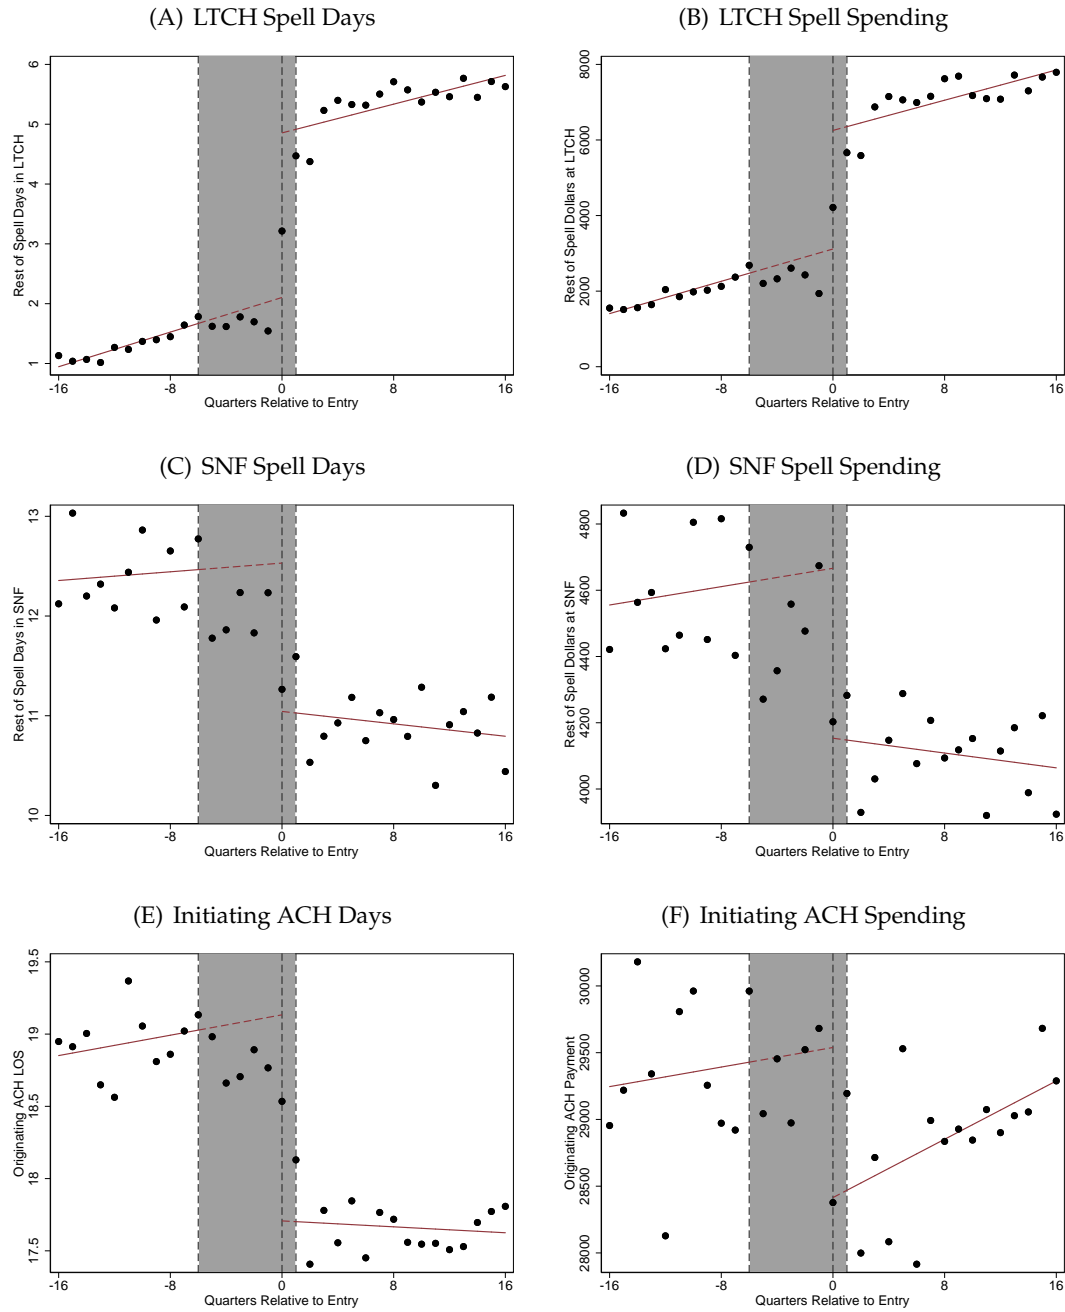 (A) LTCH Spell Days
Rest of Spell Days in LTCH
6
5
4
3
2
1
-16 -8 0 8 16
Quarters Relative to Entry
(B) LTCH Spell Spending
Rest of Spell Dollars at LTCH
8000
6000
4000
2000
0
-16 -8 0 8 16
Quarters Relative to Entry
(C) SNF Spell Days
Rest of Spell Days in SNF
13
12
11
10
-16 -8 0 8 16
Quarters Relative to Entry
(D) SNF Spell Spending
Rest of Spell Dollars at SNF
4800
4600
4400
4200
4000
-16 -8 0 8 16
Quarters Relative to Entry
(E) Initiating ACH Days
Originating ACH LOS
19.5
19
18.5
18
17.5
-16 -8 0 8 16
Quarters Relative to Entry
(F) Initiating ACH Spending
Originating ACH Payment
30000
29500
29000
28500
28000
-16 -8 0 8 16
Quarters Relative to Entry